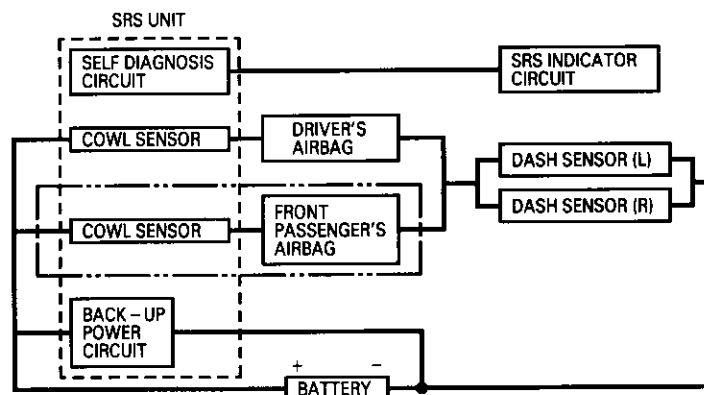 SRS UNIT
SELF DIAGNOSIS
CIRCUIT
SRS INDICATOR
CIRCUIT
COWL SENSOR
DRIVER'S
AIRBAG
DASH SENSOR (L)
DASH SENSOR (R)
COWL SENSOR
FRONT
PASSENGER'S
AIRBAG
BACK-UP
POWER
CIRCUIT
+ -
BATTERY